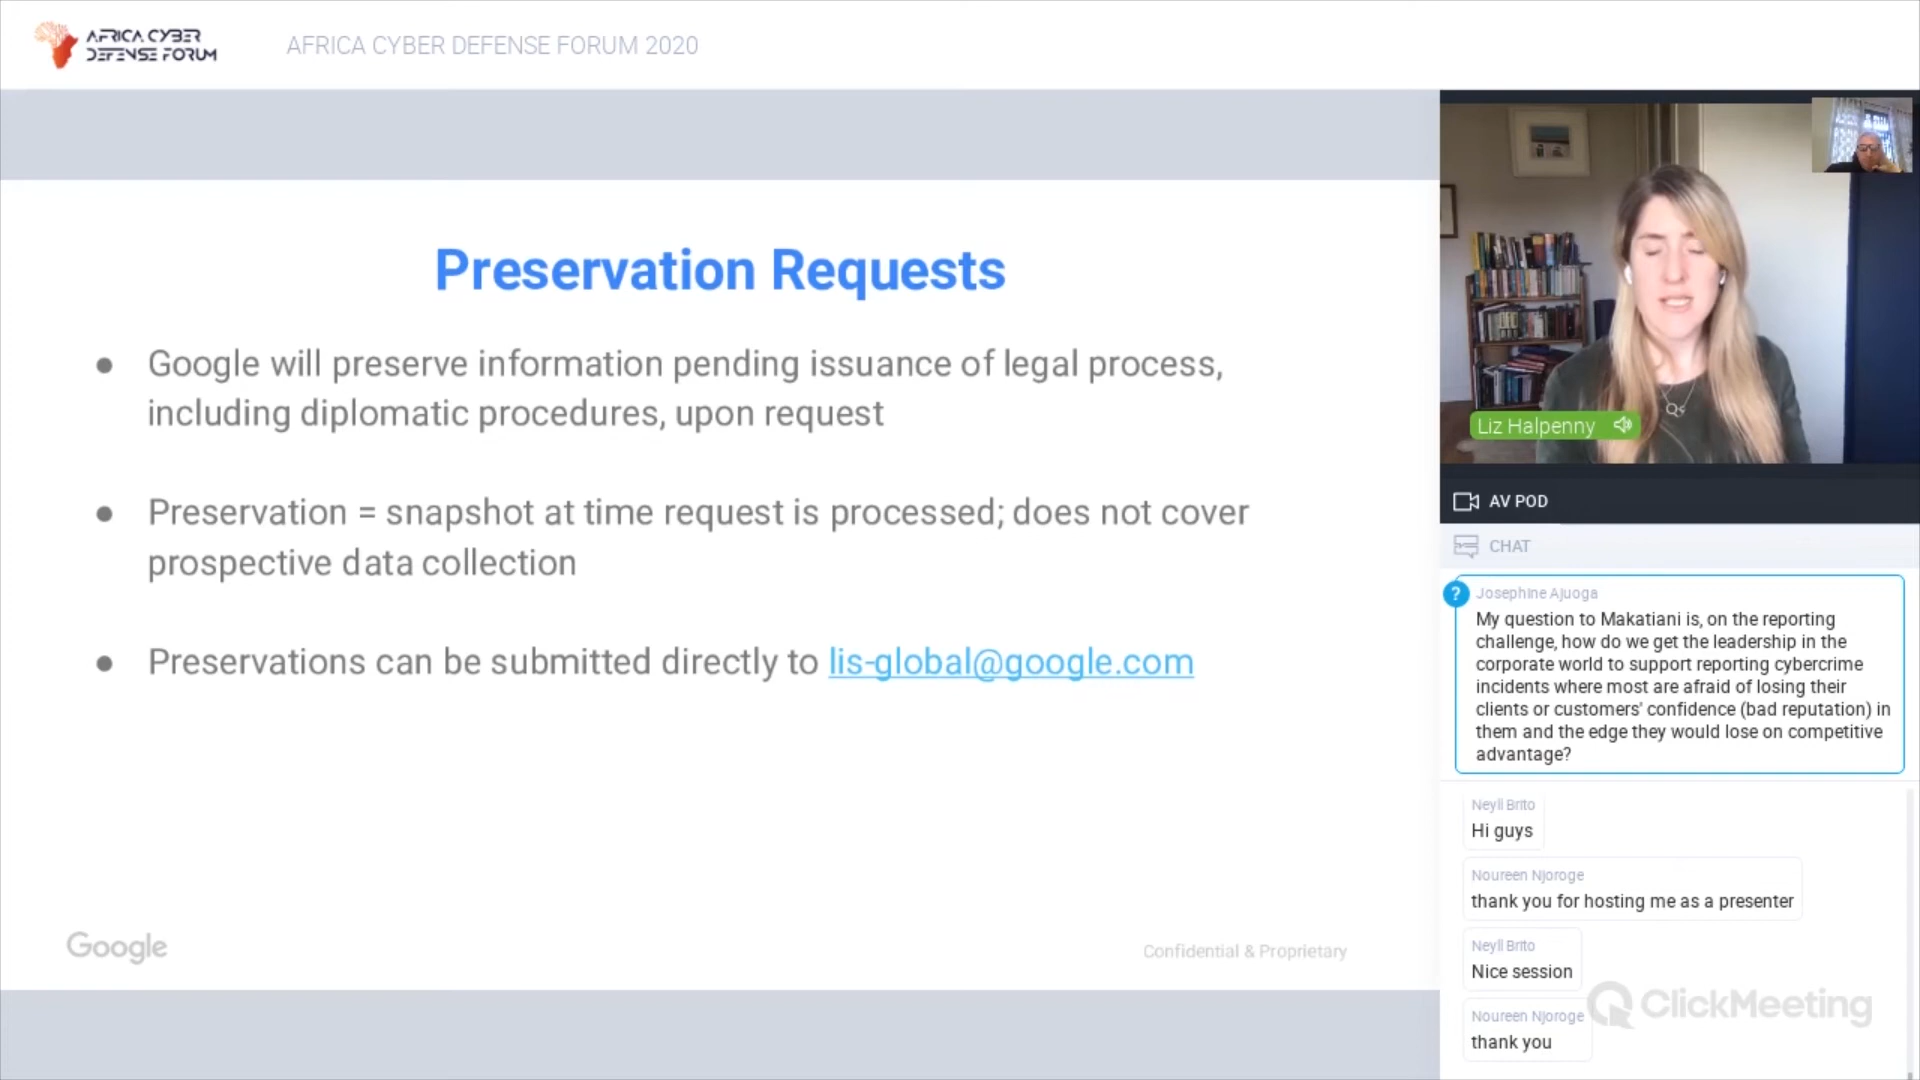 AFRICA CYBER
DEFENSE FORUM
AFRICA CYBER DEFENSE FORUM 2020
Preservation Requests
● Google will preserve information pending issuance of legal process,
including diplomatic procedures, upon request
● Preservation = snapshot at time request is processed; does not cover
prospective data collection
● Preservations can be submitted directly to lis-global@google.com
Google
Confidential & Proprietary
Liz Halpenny
AV POD
CHAT
?
Josephine Ajuoga
My question to Makatiani is, on the reporting
challenge, how do we get the leadership in the
corporate world to support reporting cybercrime
incidents where most are afraid of losing their
clients or customers' confidence (bad reputation) in
them and the edge they would lose on competitive
advantage?
Neyll Brito
Hi guys
Noureen Njoroge
thank you for hosting me as a presenter
Neyll Brito
Nice session
Noureen Njoroge
thank you
ClickMeeting